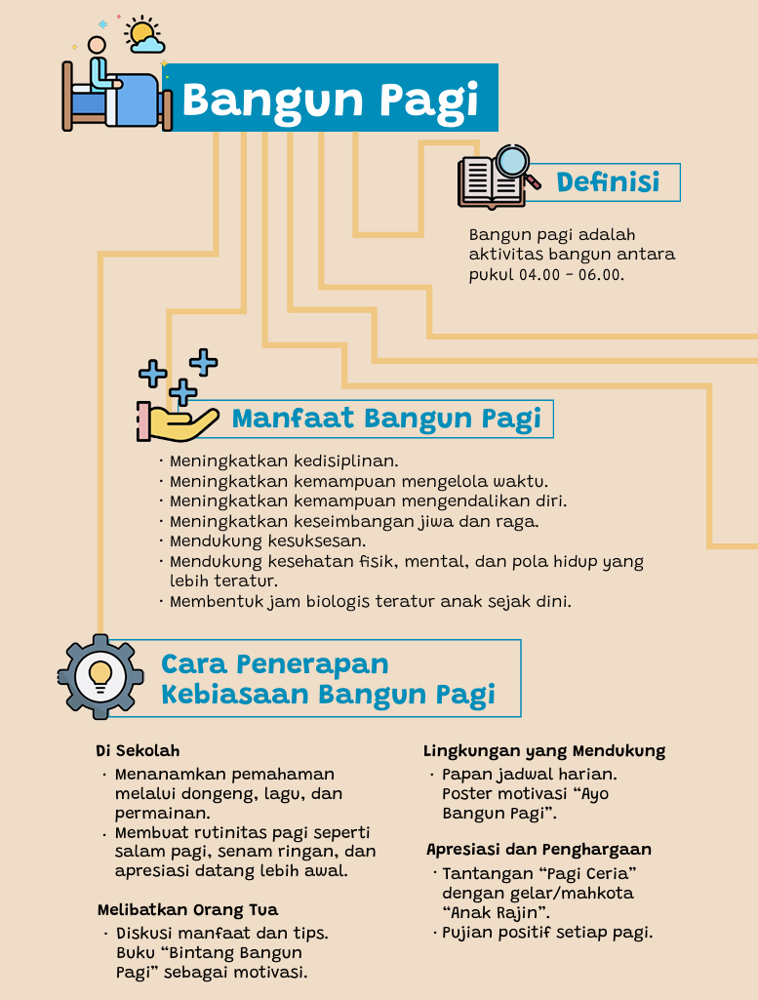 Bangun Pagi
Definisi
Bangun pagi adalah
aktivitas bangun antara
pukul 04.00 - 06.00.
Manfaat Bangun Pagi
· Meningkatkan kedisiplinan.
· Meningkatkan kemampuan mengelola waktu.
· Meningkatkan kemampuan mengendalikan diri.
· Meningkatkan keseimbangan jiwa dan raga.
· Mendukung kesuksesan.
· Mendukung kesehatan fisik, mental, dan pola hidup yang
lebih teratur.
· Membentuk jam biologis teratur anak sejak dini.
Cara Penerapan
Kebiasaan Bangun Pagi
Di Sekolah
· Menanamkan pemahaman
melalui dongeng, lagu, dan
permainan.
· Membuat rutinitas pagi seperti
salam pagi, senam ringan, dan
apresiasi datang lebih awal.
Melibatkan Orang Tua
· Diskusi manfaat dan tips.
Buku “Bintang Bangun
Pagi” sebagai motivasi.
Lingkungan yang Mendukung
· Papan jadwal harian.
Poster motivasi “Ayo
Bangun Pagi”.
Apresiasi dan Penghargaan
· Tantangan “Pagi Ceria”
dengan gelar/mahkota
“Anak Rajin”.
· Pujian positif setiap pagi.